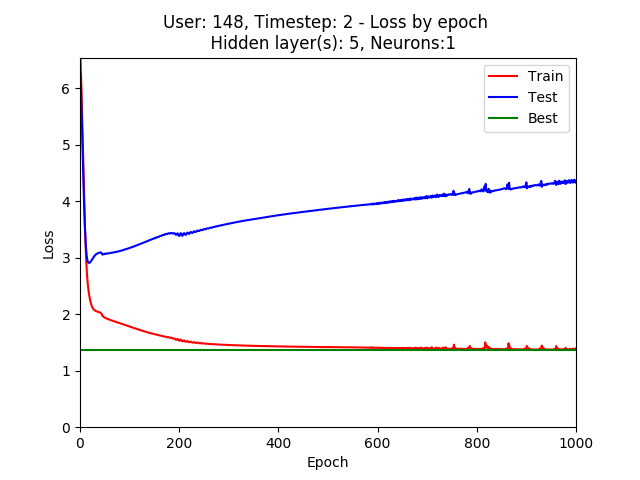 User: 148, Timestep: 2 - Loss by epoch
Hidden layer(s): 5, Neurons:1
Train
Test
Best
6
5
4
3
2
1
0
Loss
0 200 400 600 800 1000
Epoch